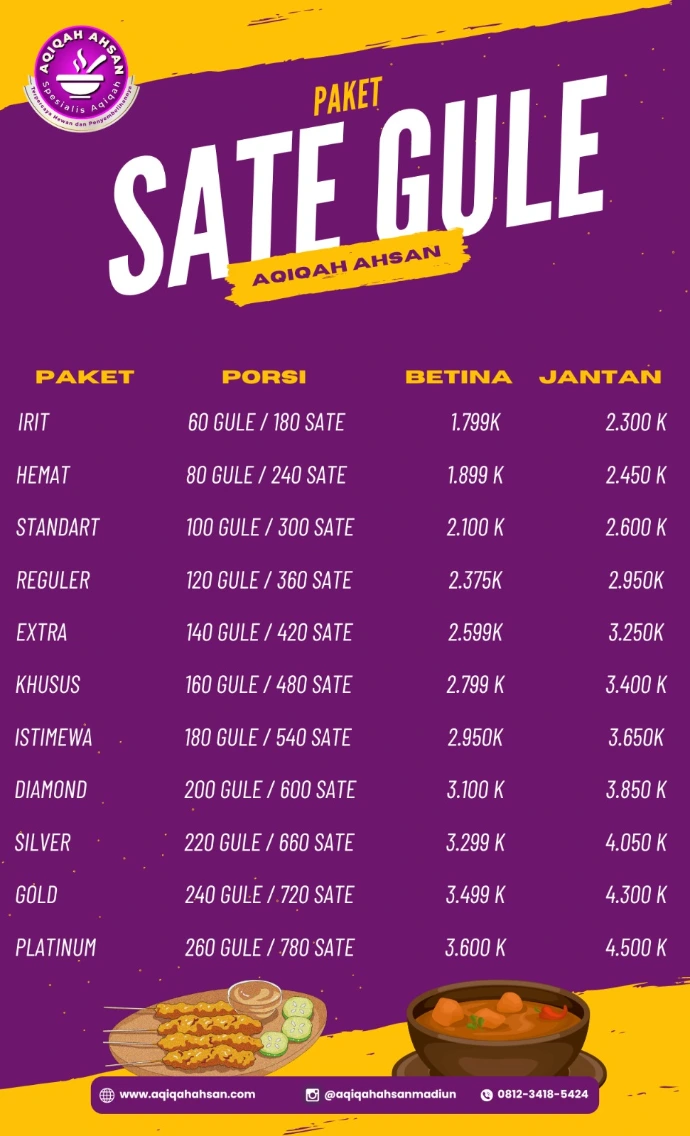 AQIQAH AHSAN
Spesialis Aqiqah
Terpercaya Hewan dan Penyembelihannya
PAKET
SATE GULE
AQIQAH AHSAN
PAKET PORSI BETINA JANTAN
IRIT 60 GULE / 180 SATE 1.799K 2.300 K
HEMAT 80 GULE / 240 SATE 1.899 K 2.450 K
STANDART 100 GULE / 300 SATE 2.100 K 2.600 K
REGULER 120 GULE / 360 SATE 2.375K 2.950K
EXTRA 140 GULE / 420 SATE 2.599K 3.250K
KHUSUS 160 GULE / 480 SATE 2.799 K 3.400 K
ISTIMEWA 180 GULE / 540 SATE 2.950K 3.650K
DIAMOND 200 GULE / 600 SATE 3.100 K 3.850 K
SILVER 220 GULE / 660 SATE 3.299 K 4.050 K
GOLD 240 GULE / 720 SATE 3.499 K 4.300 K
PLATINUM 260 GULE / 780 SATE 3.600 K 4.500 K
www.aqiqahahsan.com @aqiqahahsanmadiun 0812-3418-5424